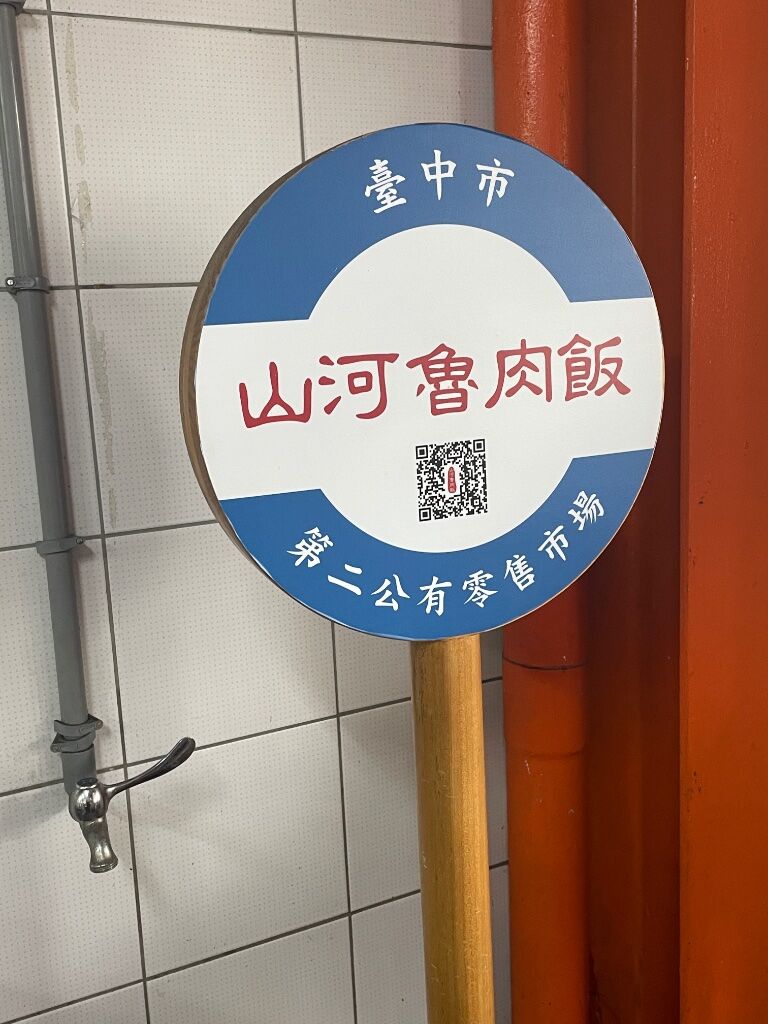 臺中市
山河魯肉飯
第二公有零售市場